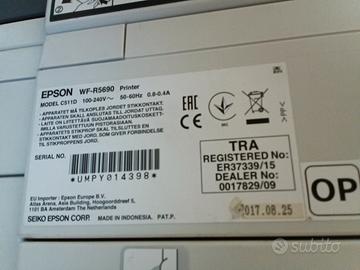 EPSON WF-R5690 Printer
MODEL C511D 100-240V~ 50-60Hz 0.8-0.4A
- APPARATET MÅ TILKOPLES JORDET STIKKONTAKT.
- APPARATEN SKALL ANSLUTAS TILL JORDAT UTTAG.
- LAITE ON LIITETTÄVÄ SUOJAMAADOITUSKOSKETTIMILLA
VARUSTETTUUN PISTORASIAAN.
- APPARATETS STIKPROP SKAL TILSLUTTES EN
STIKKONTAKT MED JORD, SOM GIVER FORBINDELSE
TIL STIKPROPPENS JORD.
EAC
>PP<
SERIAL NUMBER:
*UMPY014398*
EU Importer : Epson Europe B.V.
Atlas Arena, Asia Building, Hoogoorddreef 5,
1101 BA Amsterdam The Netherlands
SEIKO EPSON CORP. MADE IN INDONESIA PAT.P.
TRA
REGISTERED No:
ER37339/15
DEALER No:
0017829/09
2017.08.25
OP
subito